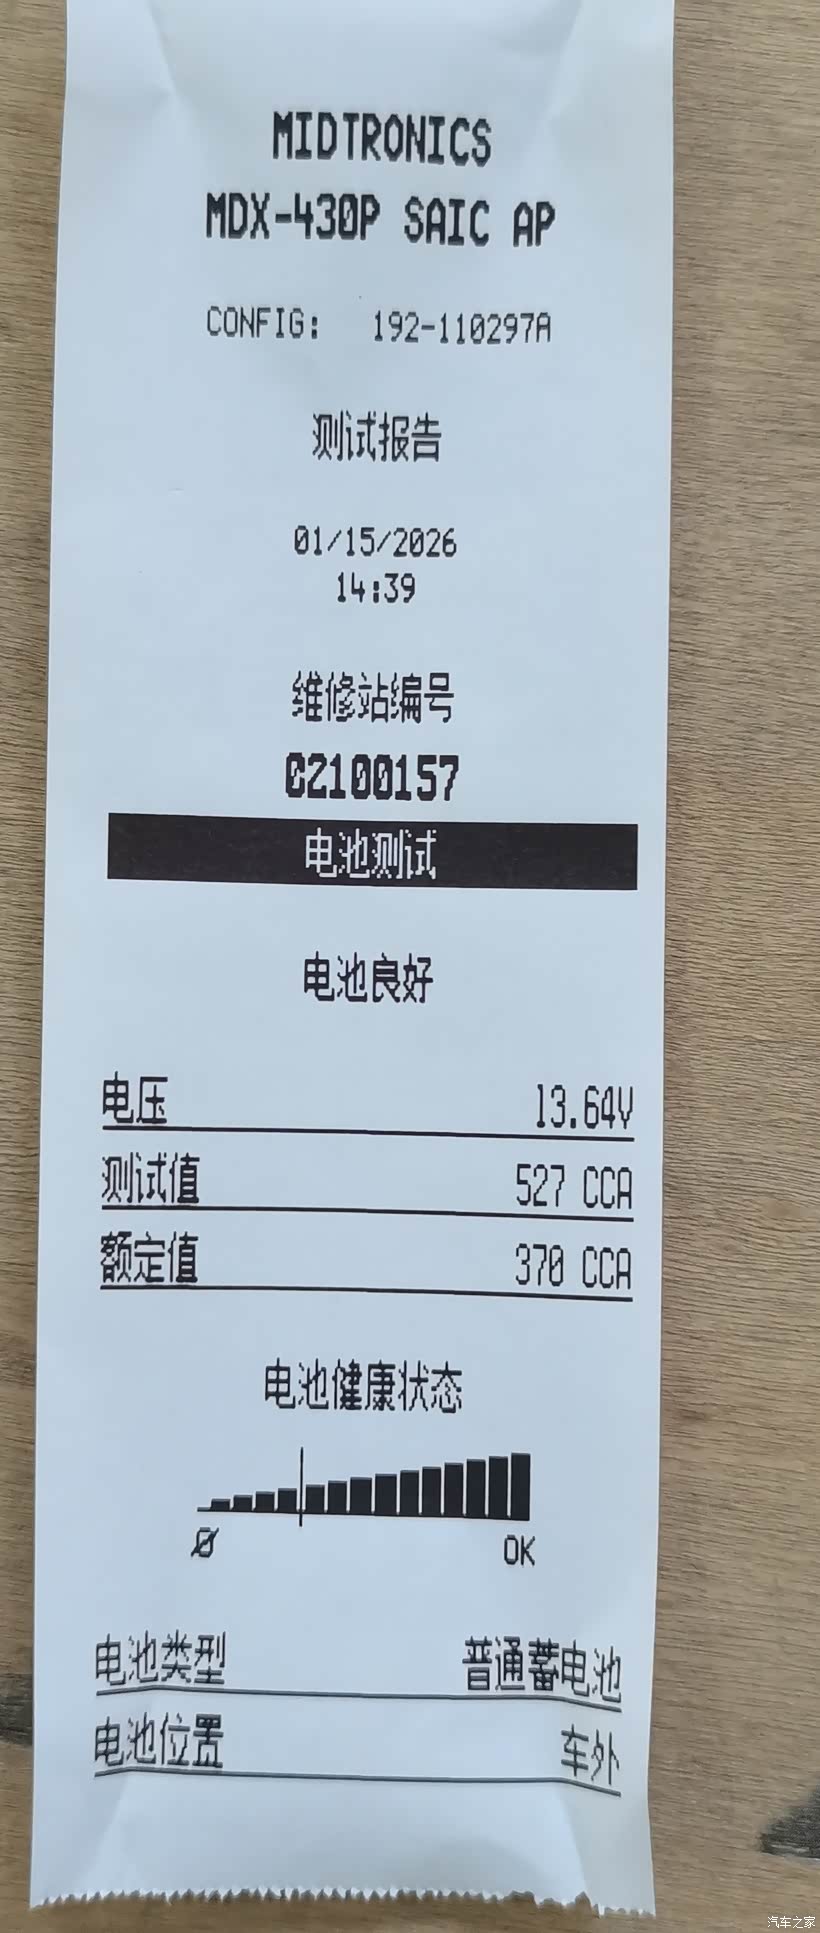 MIDTRONICS
MDX-430P SAIC AP
CONFIG: 192-110297A
测试报告
01/15/2026
14:39
维修站编号
02100157
电池测试
电池良好
电压 13.64V
测试值 527 CCA
额定值 370 CCA
电池健康状态
0 OK
电池类型 普通蓄电池
电池位置 车外
汽车之家